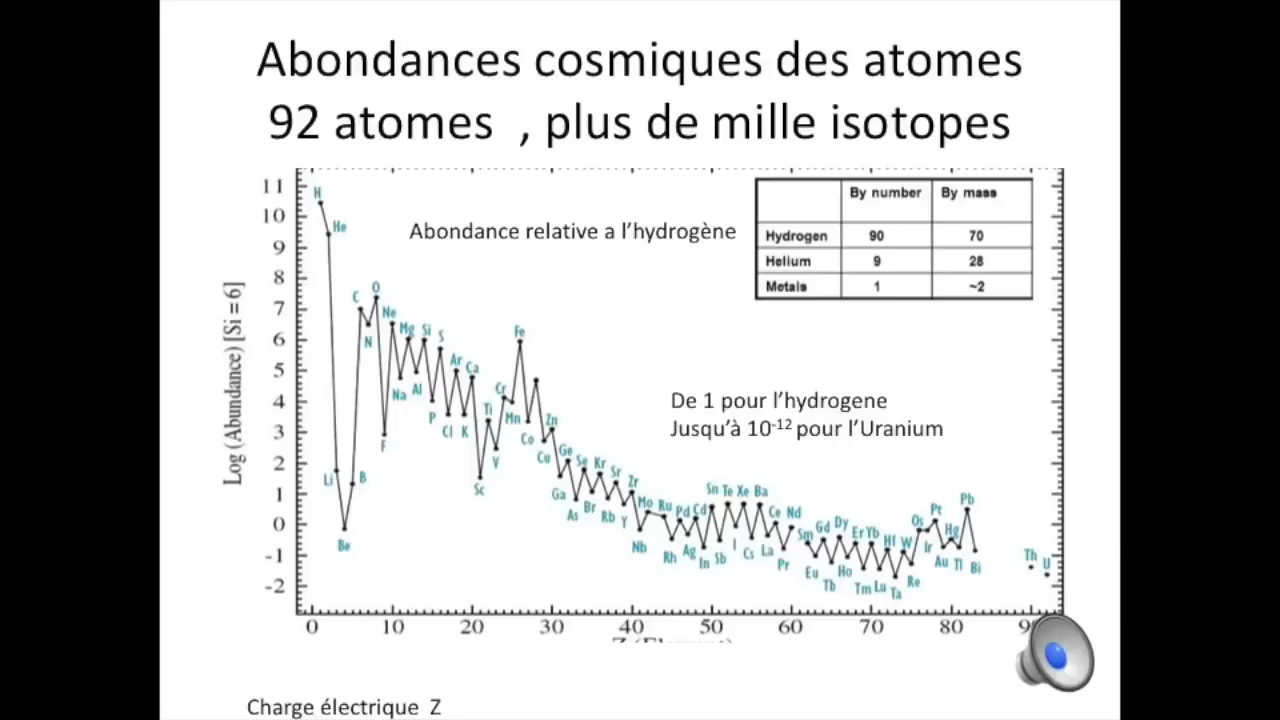 Abondances cosmiques des atomes
92 atomes , plus de mille isotopes
Abondance relative a l'hydrogène
By number By mass
Hydrogen 90 70
Helium 9 28
Metals 1 ~2
De 1 pour l'hydrogene
Jusqu'à 10⁻¹² pour l'Uranium
Log (Abundance) [Si = 6]
11
10
9
8
7
6
5
4
3
2
1
0
-1
-2
H He Li Be B C N O F Ne Na Mg Al Si P S Cl Ar K Ca Sc Ti V Cr Mn Fe Co Cu Zn Ga Ge As Se Br Kr Rb Sr Y Zr Nb Mo Ru Rh Pd Ag Cd In Sn Sb Te I Xe Cs Ba La Ce Pr Nd Sm Eu Gd Tb Dy Ho Er Tm Yb Lu Hf Ta W Re Os Ir Pt Au Hg Tl Pb Bi Th U
0 10 20 30 40 50 60 70 80
Charge électrique Z